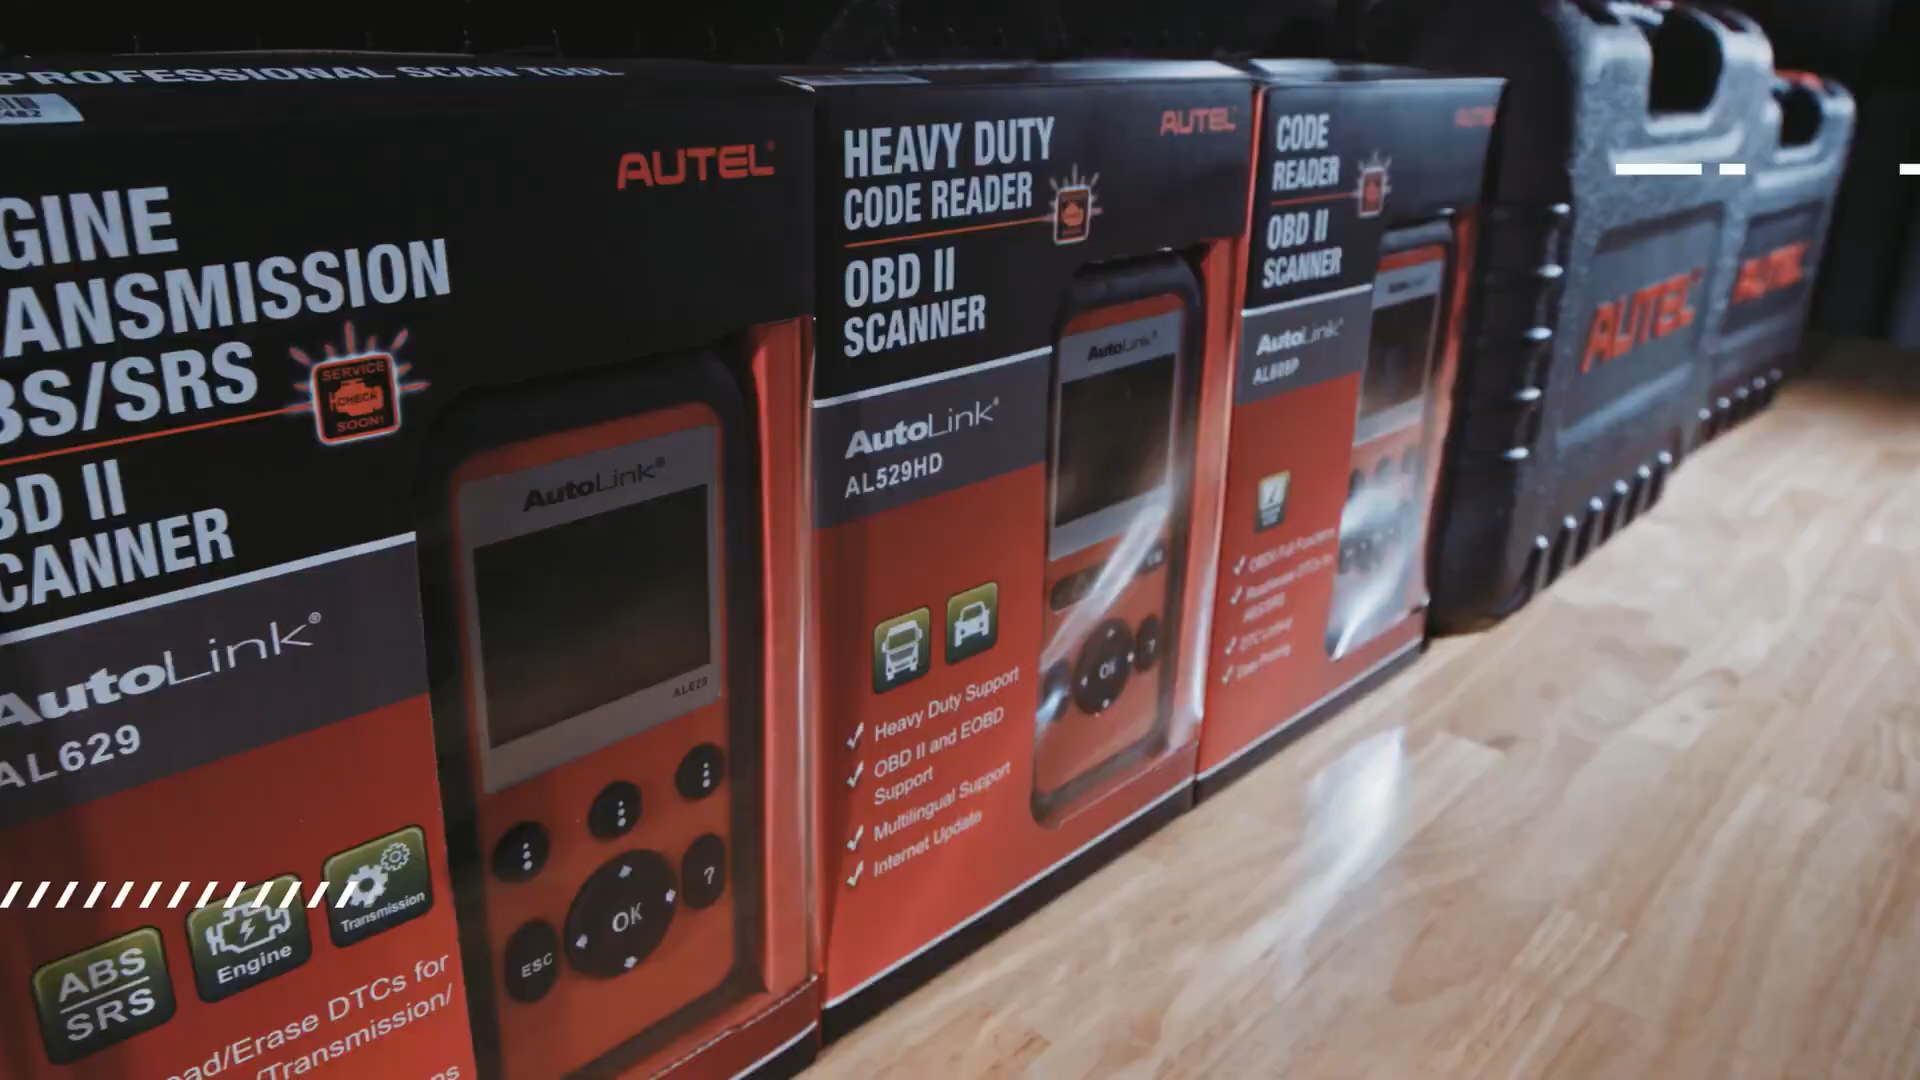 PROFESSIONAL SCAN TOOL
AUTEL
GINE
ANSMISSION
BS/SRS
SERVICE
CHECK
SOON!
BD II
CANNER
AutoLink®
AL629
AutoLink®
AL629
OK
ESC
?
ABS
SRS
Engine
Transmission
ead/Erase DTCs for
/Transmission/
HEAVY DUTY
CODE READER
AUTEL
OBD II
SCANNER
AutoLink®
AL529HD
AutoLink®
OK
?
Heavy Duty Support
OBD II and EOBD
Support
Multilingual Support
Internet Update
CODE
READER
AUTEL
OBD II
SCANNER
AutoLink®
AUTEL
AUTEL